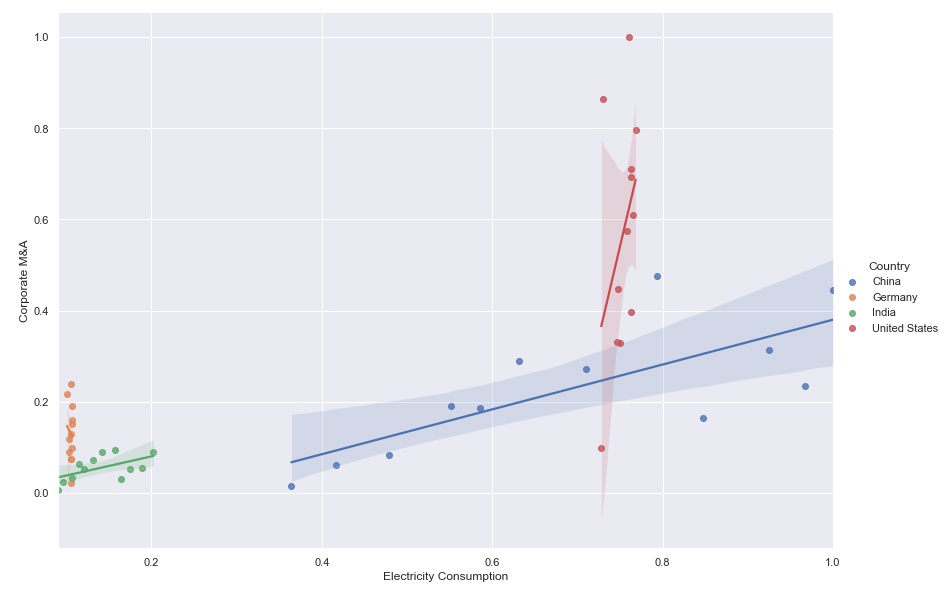 1.0
0.8
0.6
0.4
0.2
0.0
Corporate M&A
0.2
0.4
0.6
0.8
1.0
Electricity Consumption
Country
China
Germany
India
United States